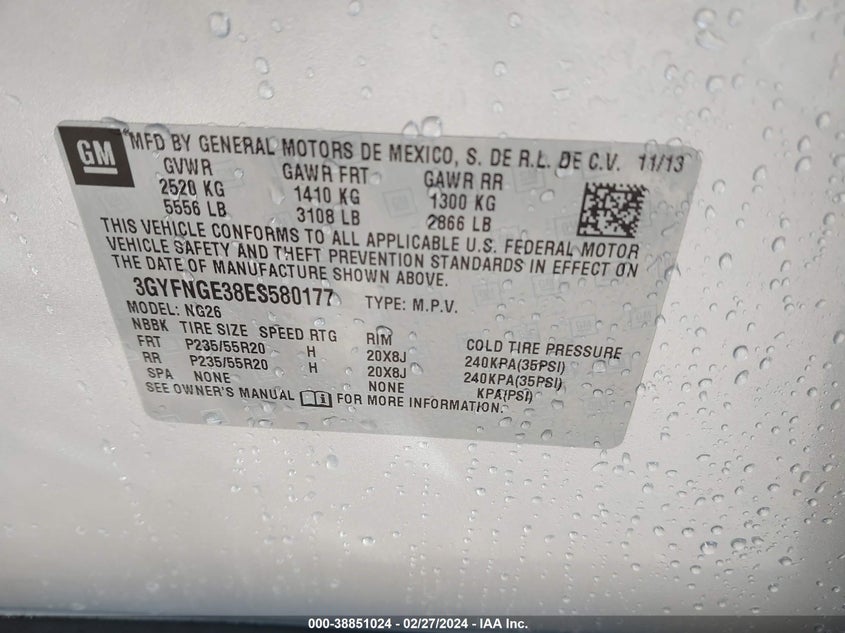 GM
MFD BY GENERAL MOTORS DE MEXICO, S. DE R.L. DE C.V. 11/13
GVWR GAWR FRT GAWR RR
2520 KG 1410 KG 1300 KG
5556 LB 3108 LB 2866 LB
THIS VEHICLE CONFORMS TO ALL APPLICABLE U.S. FEDERAL MOTOR
VEHICLE SAFETY AND THEFT PREVENTION STANDARDS IN EFFECT ON
THE DATE OF MANUFACTURE SHOWN ABOVE.
3GYFNGE38ES580177 TYPE: M.P.V.
MODEL: NG26
NBBK TIRE SIZE SPEED RTG RIM COLD TIRE PRESSURE
FRT P235/55R20 H 20X8J 240KPA(35PSI)
RR P235/55R20 H 20X8J 240KPA(35PSI)
SPA NONE NONE KPA(PSI)
SEE OWNER'S MANUAL FOR MORE INFORMATION.
000-38851024 - 02/27/2024 - IAA Inc.